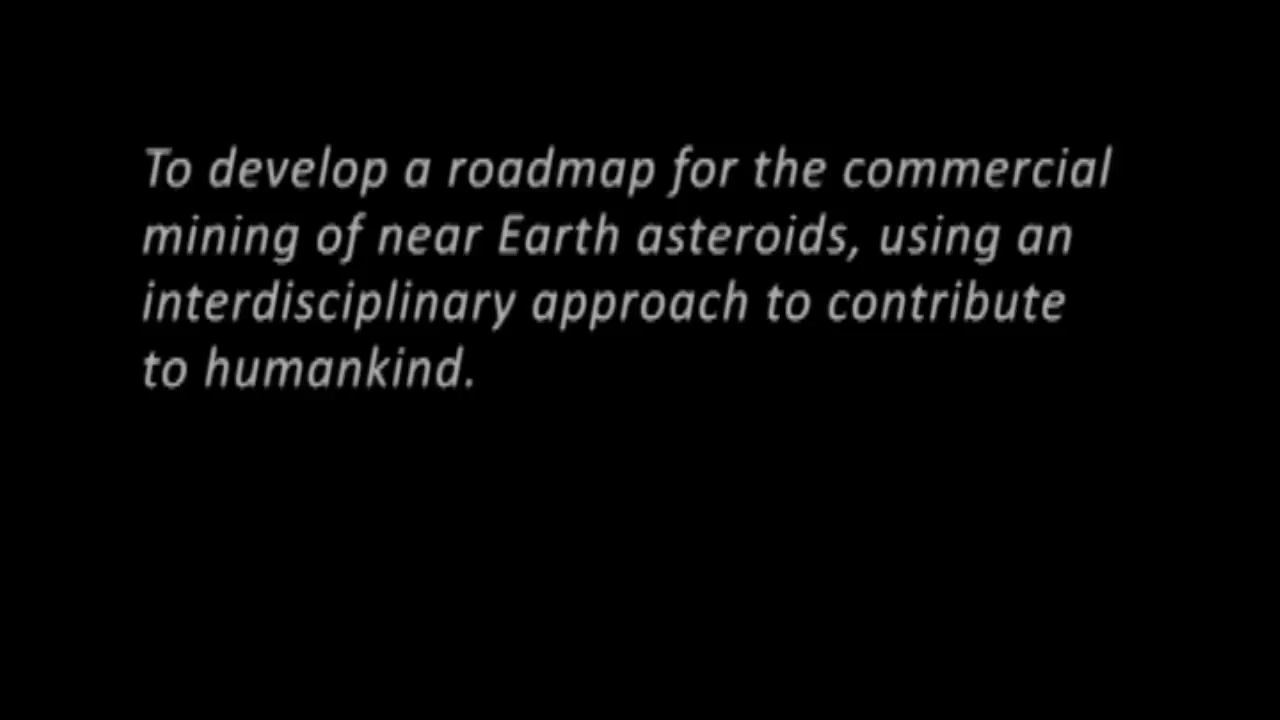 To develop a roadmap for the commercial
mining of near Earth asteroids, using an
interdisciplinary approach to contribute
to humankind.